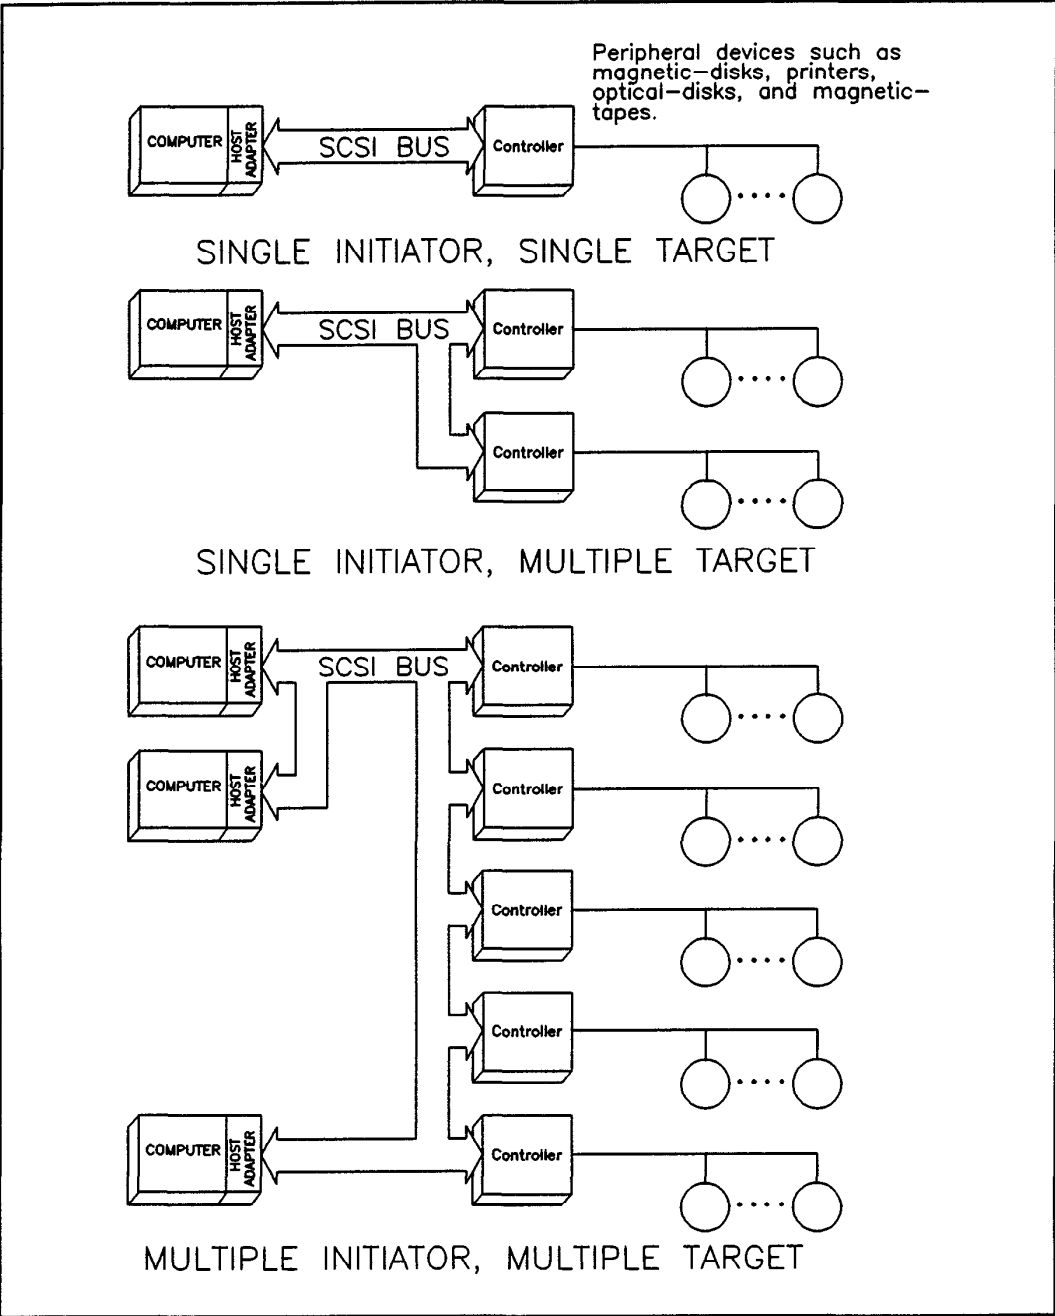 Peripheral devices such as
magnetic-disks, printers,
optical-disks, and magnetic-
tapes.
COMPUTER
HOST
ADAPTER
SCSI BUS
Controller
SINGLE INITIATOR, SINGLE TARGET
COMPUTER
HOST
ADAPTER
SCSI BUS
Controller
Controller
SINGLE INITIATOR, MULTIPLE TARGET
COMPUTER
HOST
ADAPTER
SCSI BUS
Controller
COMPUTER
HOST
ADAPTER
Controller
Controller
Controller
COMPUTER
HOST
ADAPTER
Controller
MULTIPLE INITIATOR, MULTIPLE TARGET